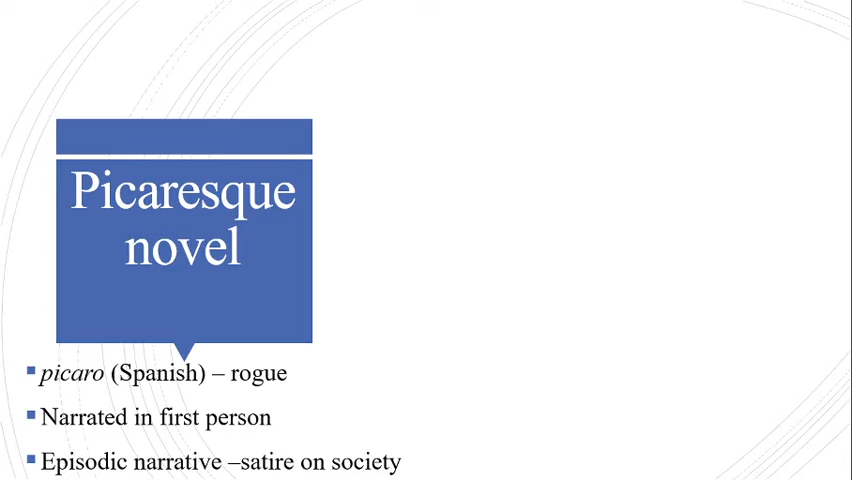 Picaresque
novel
picaro (Spanish) – rogue
Narrated in first person
Episodic narrative –satire on society